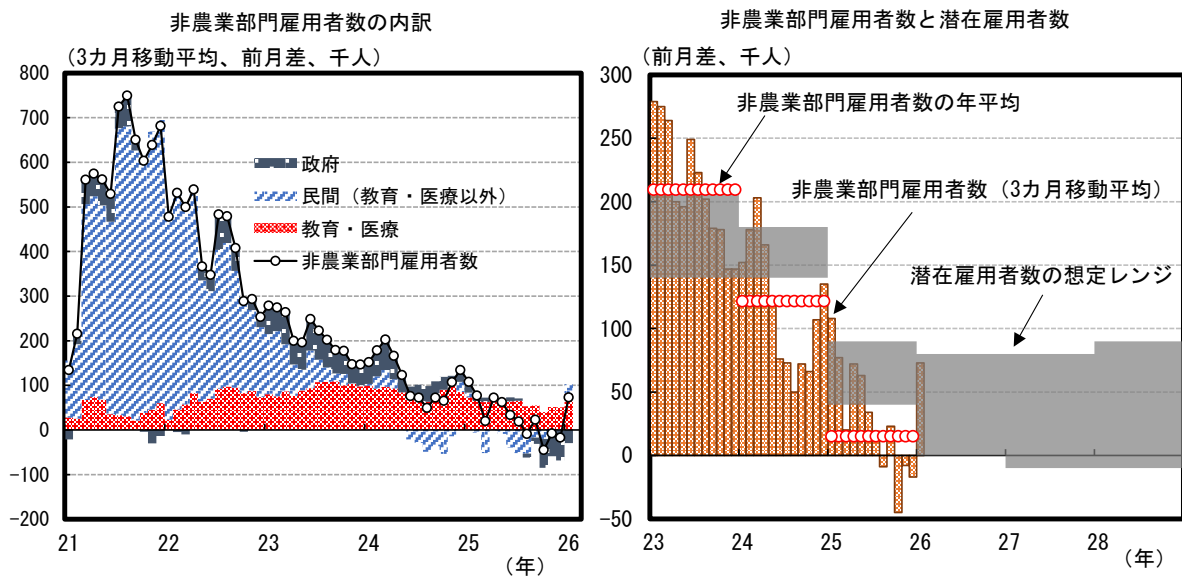 非農業部門雇用者数の内訳
（3カ月移動平均、前月差、千人）
800
700
600
500
400
300
200
100
0
−100
−200
政府
民間（教育・医療以外）
教育・医療
非農業部門雇用者数
21 22 23 24 25 26
（年）
非農業部門雇用者数と潜在雇用者数
（前月差、千人）
300
250
200
150
100
50
0
−50
非農業部門雇用者数の年平均
非農業部門雇用者数（3カ月移動平均）
潜在雇用者数の想定レンジ
23 24 25 26 27 28
（年）